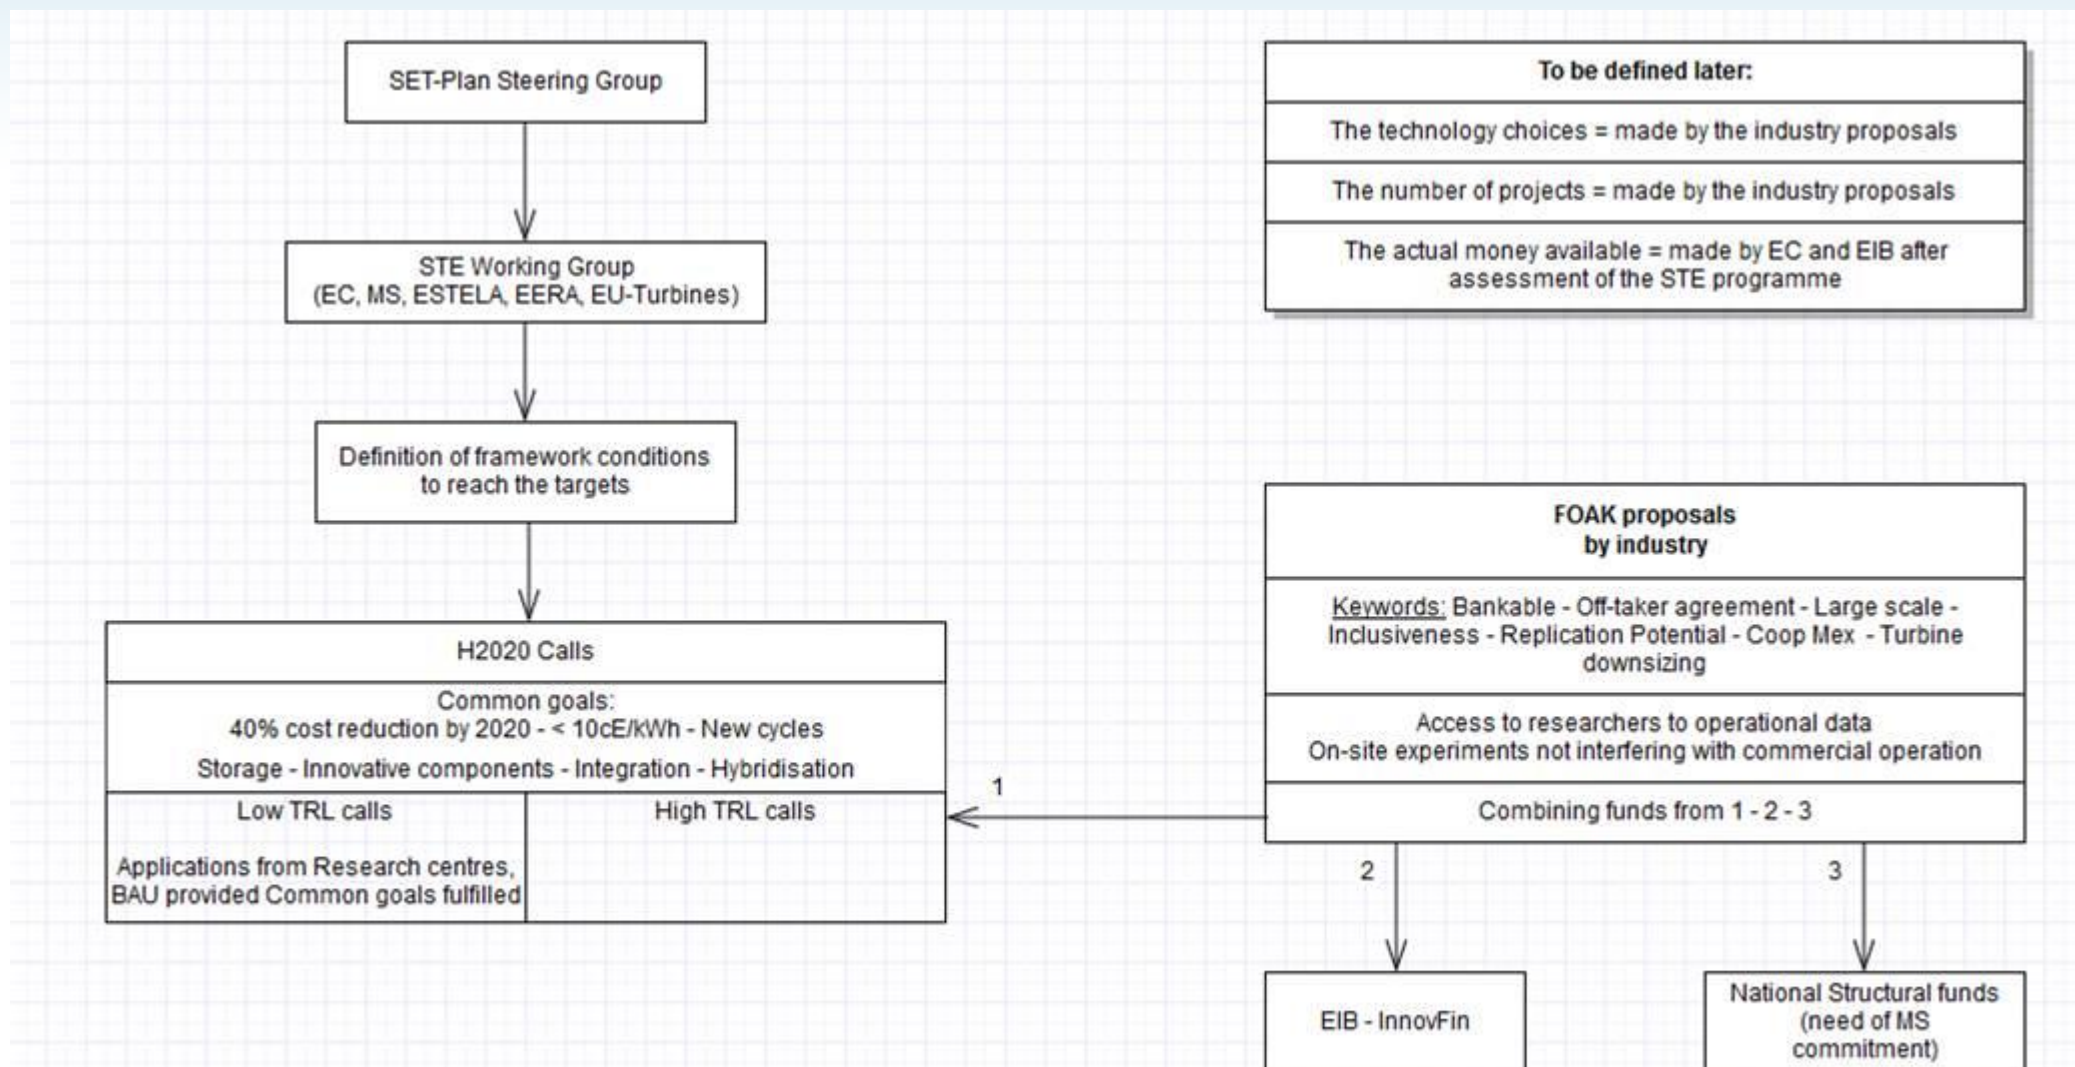 SET-Plan Steering Group
STE Working Group
(EC, MS, ESTELA, EERA, EU-Turbines)
Definition of framework conditions
to reach the targets
H2020 Calls
Common goals:
40% cost reduction by 2020 - < 10cE/kWh - New cycles
Storage - Innovative components - Integration - Hybridisation
Low TRL calls
Applications from Research centres,
BAU provided Common goals fulfilled
High TRL calls
To be defined later:
The technology choices = made by the industry proposals
The number of projects = made by the industry proposals
The actual money available = made by EC and EIB after
assessment of the STE programme
FOAK proposals
by industry
Keywords: Bankable - Off-taker agreement - Large scale -
Inclusiveness - Replication Potential - Coop Mex - Turbine
downsizing
Access to researchers to operational data
On-site experiments not interfering with commercial operation
Combining funds from 1 - 2 - 3
1
2
3
EIB - InnovFin
National Structural funds
(need of MS
commitment)